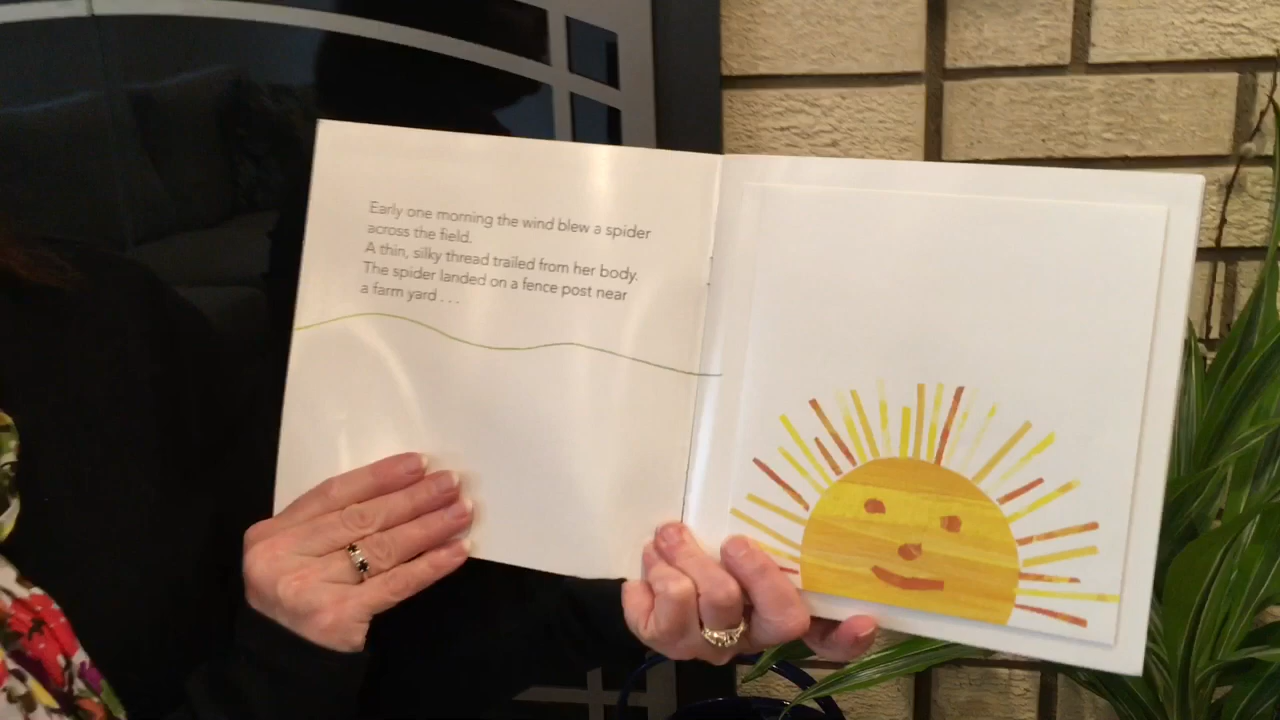 Early one morning the wind blew a spider
across the field.
A thin, silky thread trailed from her body.
The spider landed on a fence post near
a farm yard . . .